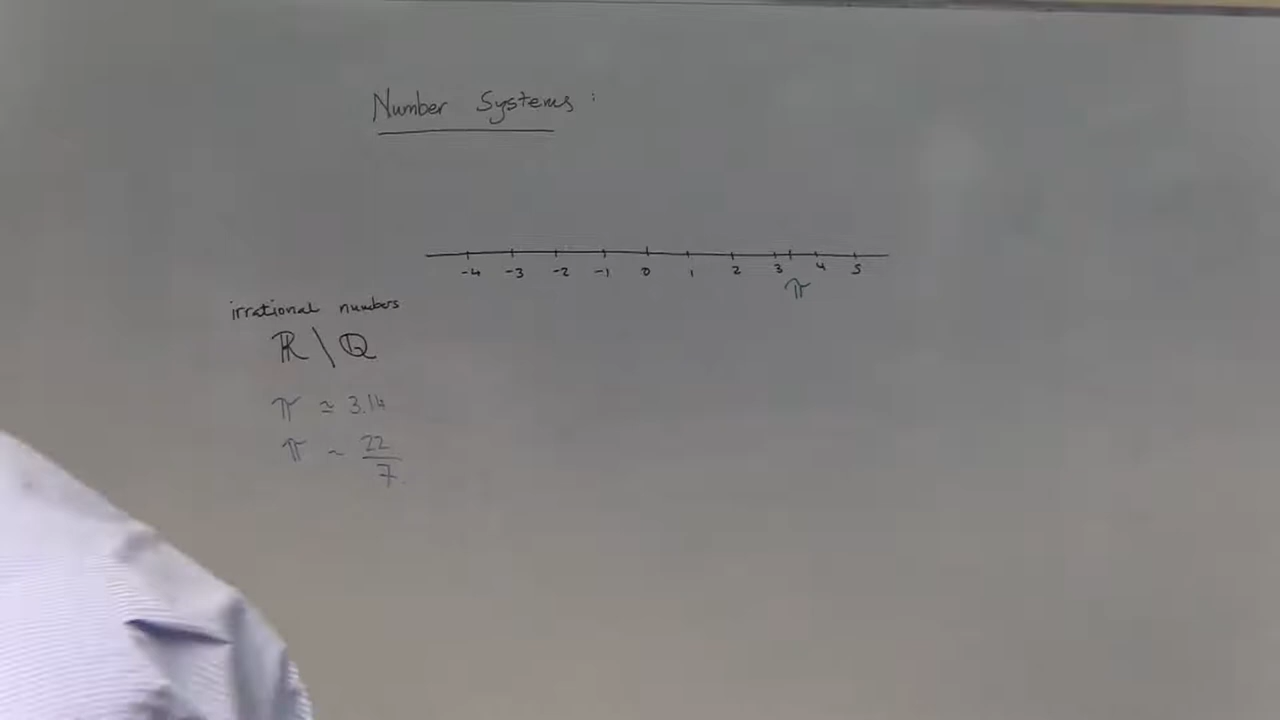 Number Systems :
-4 -3 -2 -1 0 1 2 3 4 5
π
irrational numbers
ℝ \ ℚ
π ≃ 3.14
π ~ 22/7